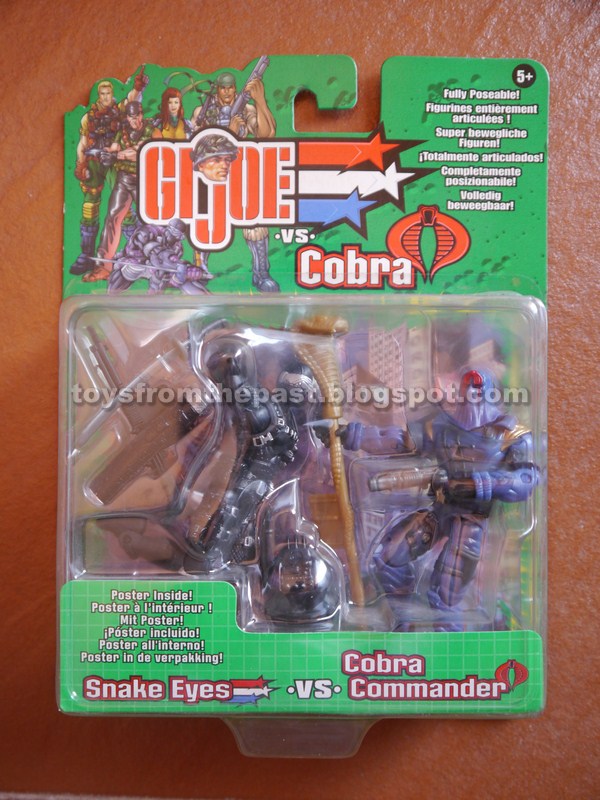 5+
Fully Poseable!
Figurines entièrement
articulées !
Super bewegliche
Figuren!
¡Totalmente articulados!
Completamente
posizionabile!
Volledig
beweegbaar!
GI JOE
·VS·
Cobra
toysfromthepast.blogspot.com
Poster Inside!
Poster à l'intérieur !
Mit Poster!
¡Póster incluido!
Poster all'interno!
Poster in de verpakking!
Snake Eyes ·VS· Cobra Commander